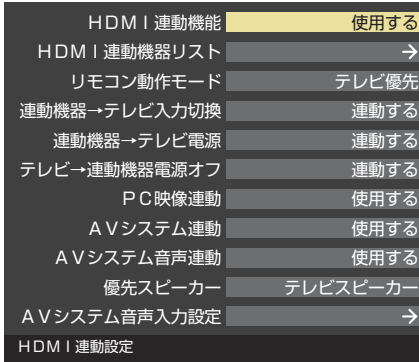 HDMI連動機能 使用する
HDMI連動機器リスト →
リモコン動作モード テレビ優先
連動機器→テレビ入力切換 連動する
連動機器→テレビ電源 連動する
テレビ→連動機器電源オフ 連動する
PC映像連動 使用する
AVシステム連動 使用する
AVシステム音声連動 使用する
優先スピーカー テレビスピーカー
AVシステム音声入力設定 →
HDMI連動設定